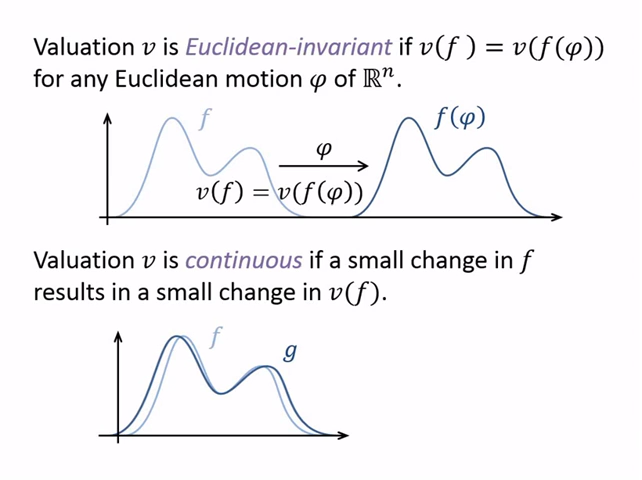 Valuation 𝑣 is Euclidean-invariant if 𝑣(𝑓 ) = 𝑣(𝑓(𝜑))
for any Euclidean motion 𝜑 of ℝⁿ.
𝑓
𝑓(𝜑)
𝜑
𝑣(𝑓) = 𝑣(𝑓(𝜑))
Valuation 𝑣 is continuous if a small change in 𝑓
results in a small change in 𝑣(𝑓).
𝑓
𝑔